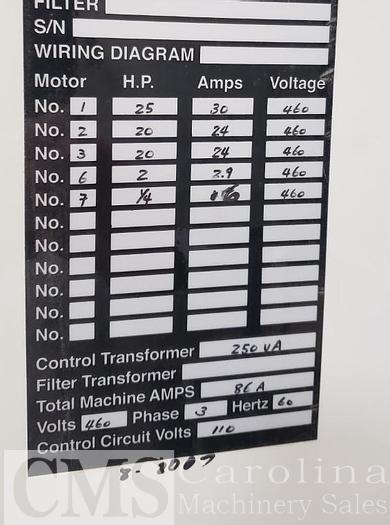 FILTER
S/N
WIRING DIAGRAM
Motor H.P. Amps Voltage
No. 1 25 30 460
No. 2 20 24 460
No. 3 20 24 460
No. 6 2 2.9 460
No. 7 1/4 460
No.
No.
No.
No.
No.
No.
Control Transformer 250 VA
Filter Transformer
Total Machine AMPS 86 A
Volts 460 Phase 3 Hertz 60
Control Circuit Volts 110
CMS Carolina
Machinery Sales